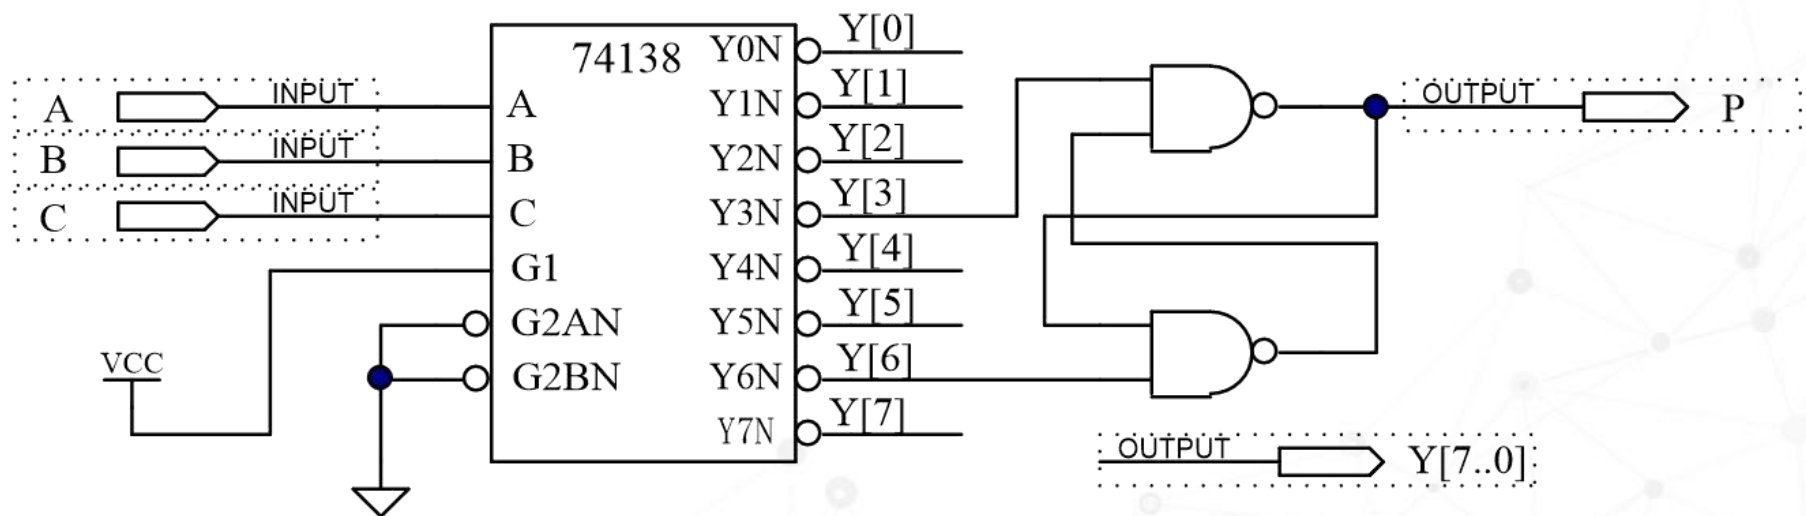 74138
A INPUT A Y0N Y[0]
B INPUT B Y1N Y[1]
C INPUT C Y2N Y[2]
G1 Y3N Y[3]
G2AN Y4N Y[4]
G2BN Y5N Y[5]
Y6N Y[6]
Y7N Y[7]
VCC
OUTPUT P
OUTPUT Y[7..0]